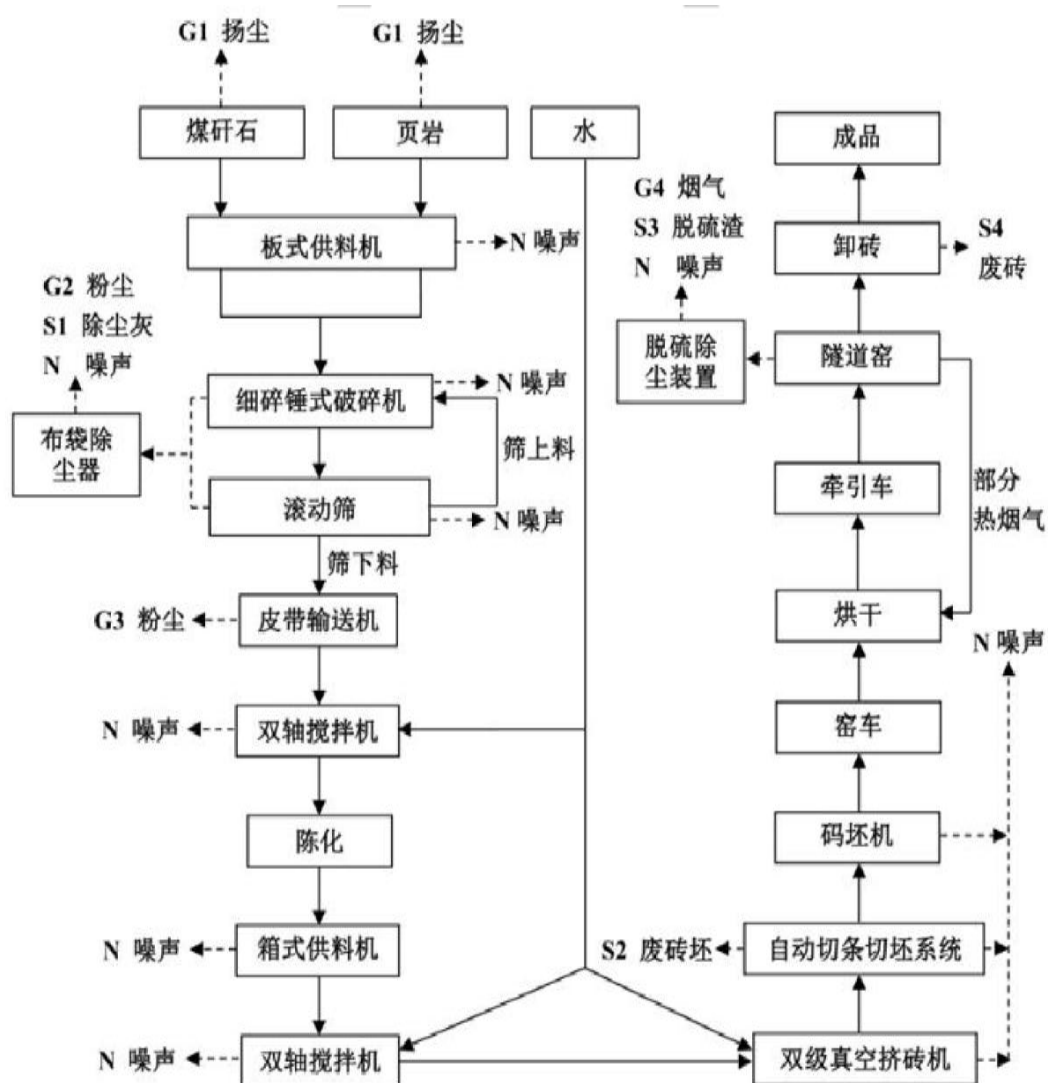 G1 扬尘
G1 扬尘
煤矸石
页岩
水
成品
G4 烟气
S3 脱硫渣
N 噪声
板式供料机
N 噪声
卸砖
S4
废砖
G2 粉尘
S1 除尘灰
N 噪声
脱硫除
尘装置
隧道窑
细碎锤式破碎机
N 噪声
布袋除
尘器
筛上料
滚动筛
N 噪声
牵引车
部分
热烟气
筛下料
G3 粉尘
皮带输送机
烘干
N 噪声
N 噪声
双轴搅拌机
窑车
陈化
码坯机
N 噪声
箱式供料机
S2 废砖坯
自动切条切坯系统
N 噪声
双轴搅拌机
双级真空挤砖机